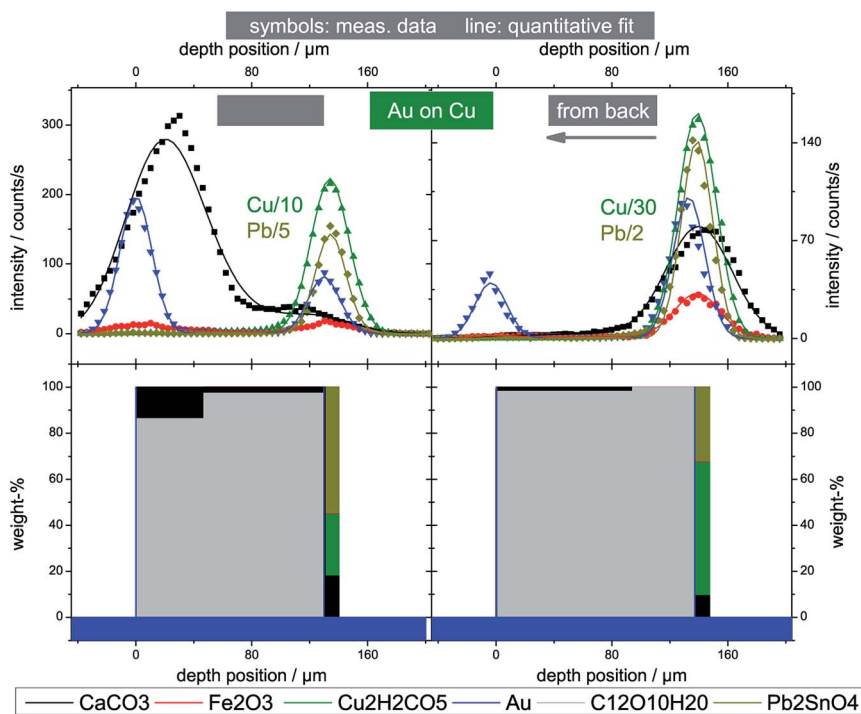 symbols: meas. data line: quantitative fit
depth position / µm depth position / µm
0 80 160 0 80 160
Au on Cu from back
300
200
100
0
intensity / counts/s
Cu/10
Pb/5
Cu/30
Pb/2
140
70
0
intensity / counts/s
100
80
60
40
20
0
weight-%
100
80
60
40
20
0
weight-%
0 80 160 0 80 160
depth position / µm depth position / µm
CaCO3 Fe2O3 Cu2H2CO5 Au C12O10H20 Pb2SnO4